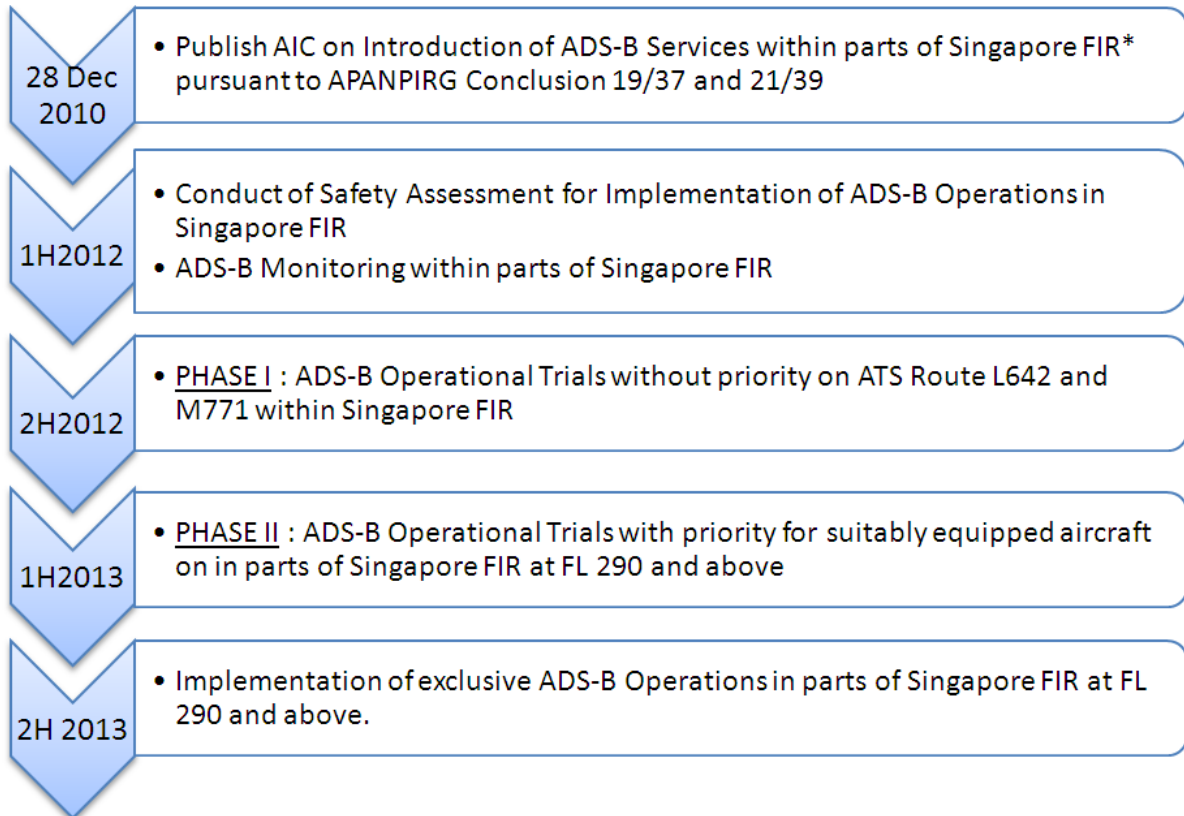 28 Dec
2010
• Publish AIC on Introduction of ADS-B Services within parts of Singapore FIR*
pursuant to APANPIRG Conclusion 19/37 and 21/39
1H2012
• Conduct of Safety Assessment for Implementation of ADS-B Operations in
Singapore FIR
• ADS-B Monitoring within parts of Singapore FIR
2H2012
• PHASE I : ADS-B Operational Trials without priority on ATS Route L642 and
M771 within Singapore FIR
1H2013
• PHASE II : ADS-B Operational Trials with priority for suitably equipped aircraft
on in parts of Singapore FIR at FL 290 and above
2H 2013
• Implementation of exclusive ADS-B Operations in parts of Singapore FIR at FL
290 and above.